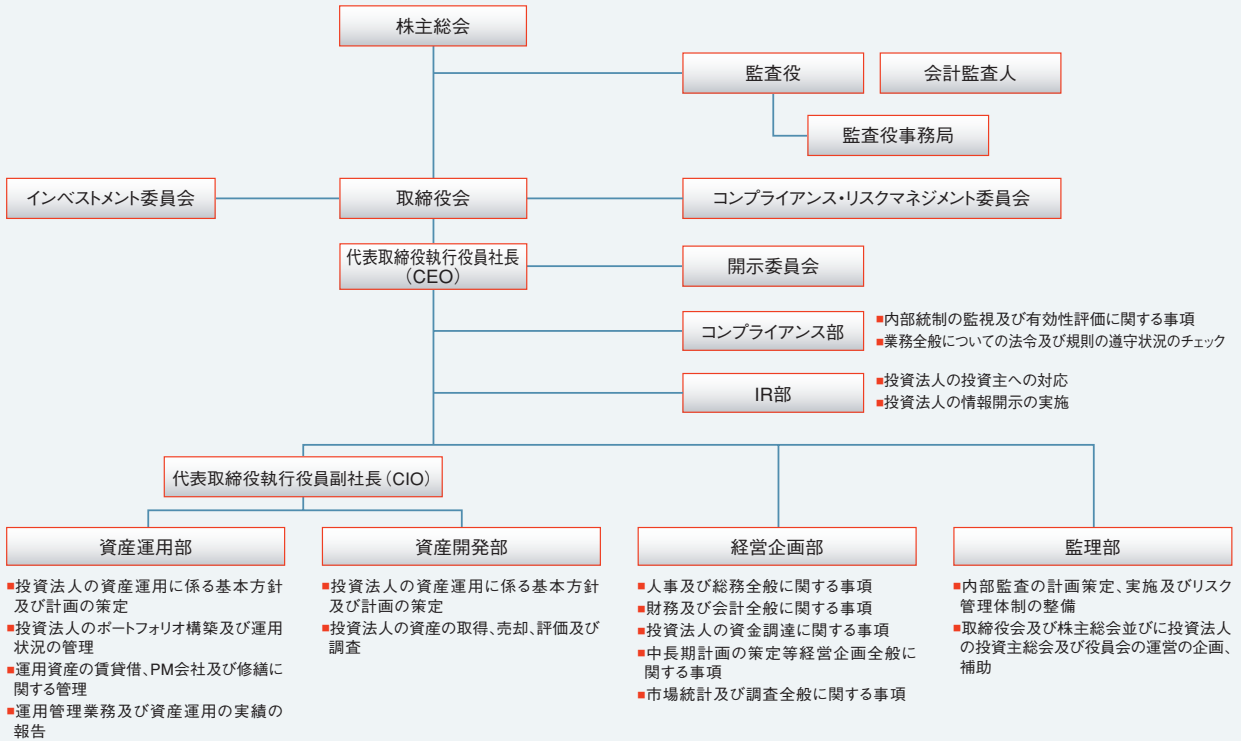 株主総会
監査役
会計監査人
監査役事務局
インベストメント委員会
取締役会
コンプライアンス・リスクマネジメント委員会
代表取締役執行役員社長
（CEO）
開示委員会
コンプライアンス部
■内部統制の監視及び有効性評価に関する事項
■業務全般についての法令及び規則の遵守状況のチェック
IR部
■投資法人の投資主への対応
■投資法人の情報開示の実施
代表取締役執行役員副社長（CIO）
資産運用部
■投資法人の資産運用に係る基本方針
及び計画の策定
■投資法人のポートフォリオ構築及び運用
状況の管理
■運用資産の賃貸借、PM会社及び修繕に
関する管理
■運用管理業務及び資産運用の実績の
報告
資産開発部
■投資法人の資産運用に係る基本方針
及び計画の策定
■投資法人の資産の取得、売却、評価及び
調査
経営企画部
■人事及び総務全般に関する事項
■財務及び会計全般に関する事項
■投資法人の資金調達に関する事項
■中長期計画の策定等経営企画全般に
関する事項
■市場統計及び調査全般に関する事項
監理部
■内部監査の計画策定、実施及びリスク
管理体制の整備
■取締役会及び株主総会並びに投資法人
の投資主総会及び役員会の運営の企画、
補助